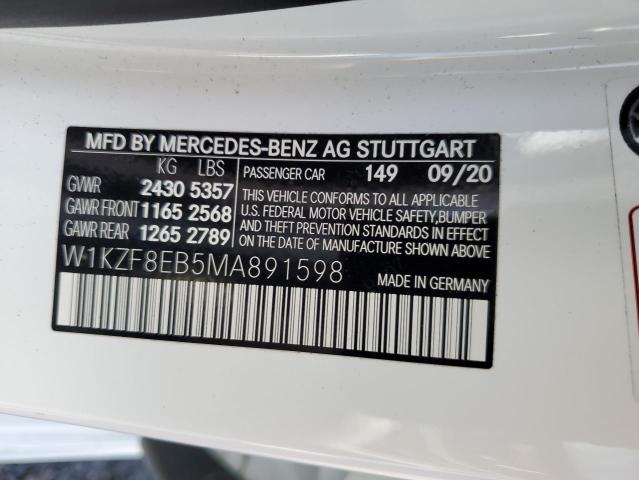 MFD BY MERCEDES-BENZ AG STUTTGART
KG LBS
GVWR 2430 5357
GAWR FRONT 1165 2568
GAWR REAR 1265 2789
PASSENGER CAR 149 09/20
THIS VEHICLE CONFORMS TO ALL APPLICABLE
U.S. FEDERAL MOTOR VEHICLE SAFETY,BUMPER
AND THEFT PREVENTION STANDARDS IN EFFECT
ON THE DATE OF MANUFACTURE SHOWN ABOVE
W1KZF8EB5MA891598
MADE IN GERMANY